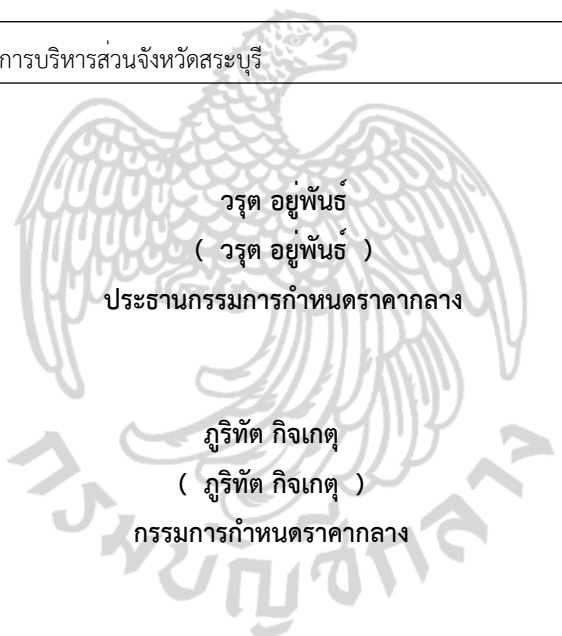 การบริหารส่วนจังหวัดสระบุรี
วรุต อยู่พันธ์
( วรุต อยู่พันธ์ )
ประธานกรรมการกำหนดราคากลาง
ภูริทัต กิจเกตุ
( ภูริทัต กิจเกตุ )
กรรมการกำหนดราคากลาง
กรมบัญชีกลาง